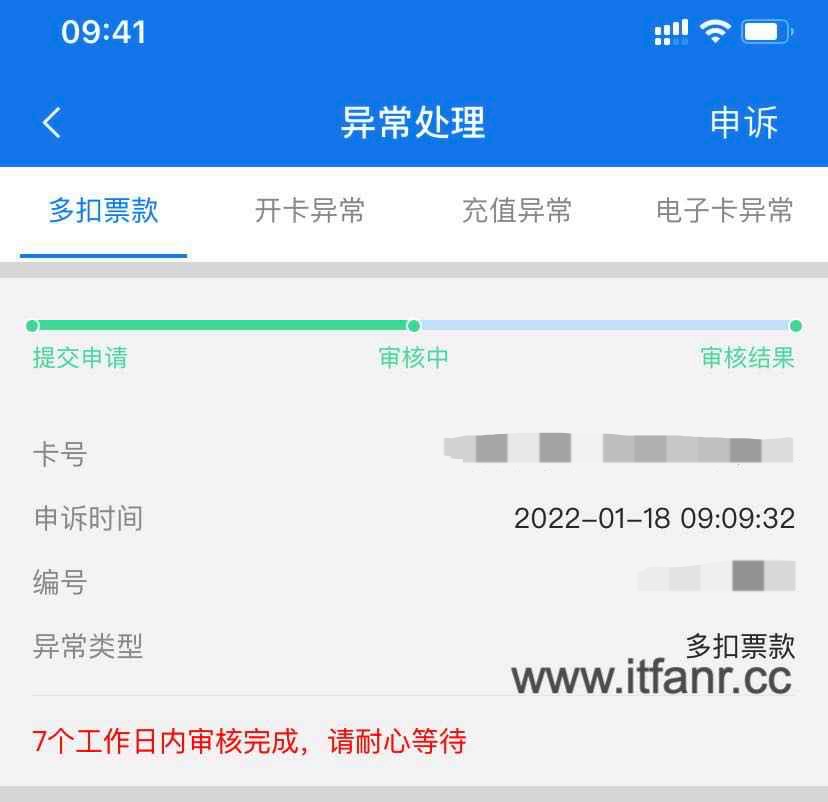 09:41
异常处理 申诉
多扣票款 开卡异常 充值异常 电子卡异常
提交申请 审核中 审核结果
卡号
申诉时间 2022-01-18 09:09:32
编号
异常类型 多扣票款
www.itfanr.cc
7个工作日内审核完成，请耐心等待